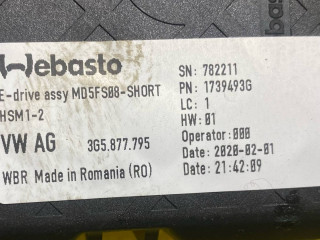 Webasto
E-drive assy MD5FS08-SHORT
HSM1-2
VW AG 3G5.877.795
WBR Made in Romania (RO)
SN: 782211
PN: 1739493G
LC: 1
HW: 01
Operator: 000
Date: 2020-02-01
Time: 21:42:09